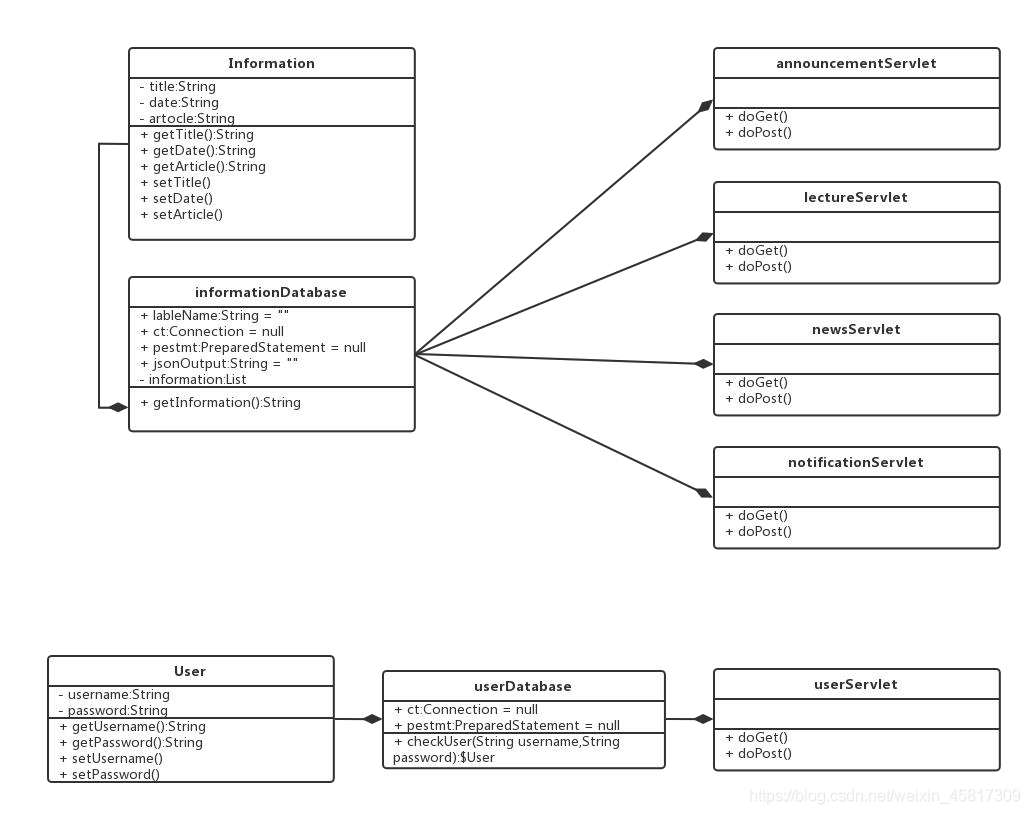 Information
- title:String
- date:String
- artocle:String
+ getTitle():String
+ getDate():String
+ getArticle():String
+ setTitle()
+ setDate()
+ setArticle()
informationDatabase
+ lableName:String = ""
+ ct:Connection = null
+ pestmt:PreparedStatement = null
+ jsonOutput:String = ""
- information:List
+ getInformation():String
announcementServlet
+ doGet()
+ doPost()
lectureServlet
+ doGet()
+ doPost()
newsServlet
+ doGet()
+ doPost()
notificationServlet
+ doGet()
+ doPost()
User
- username:String
- password:String
+ getUsername():String
+ getPassword():String
+ setUsername()
+ setPassword()
userDatabase
+ ct:Connection = null
+ pestmt:PreparedStatement = null
+ checkUser(String username,String
password):$User
userServlet
+ doGet()
+ doPost()
https://blog.csdn.net/weixin_45817309